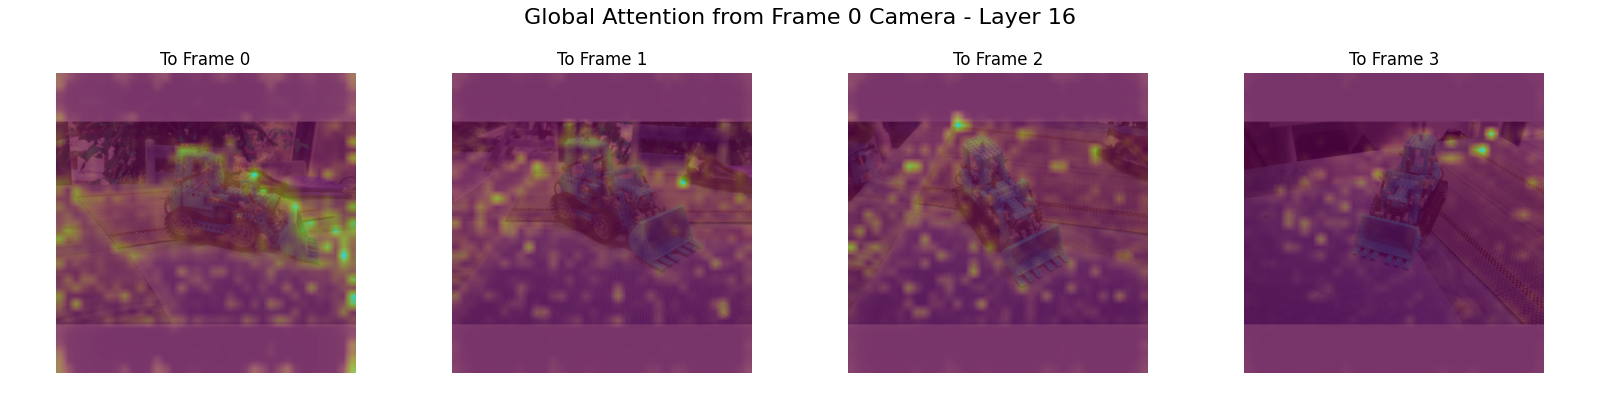 Global Attention from Frame 0 Camera - Layer 16
To Frame 0
To Frame 1
To Frame 2
To Frame 3